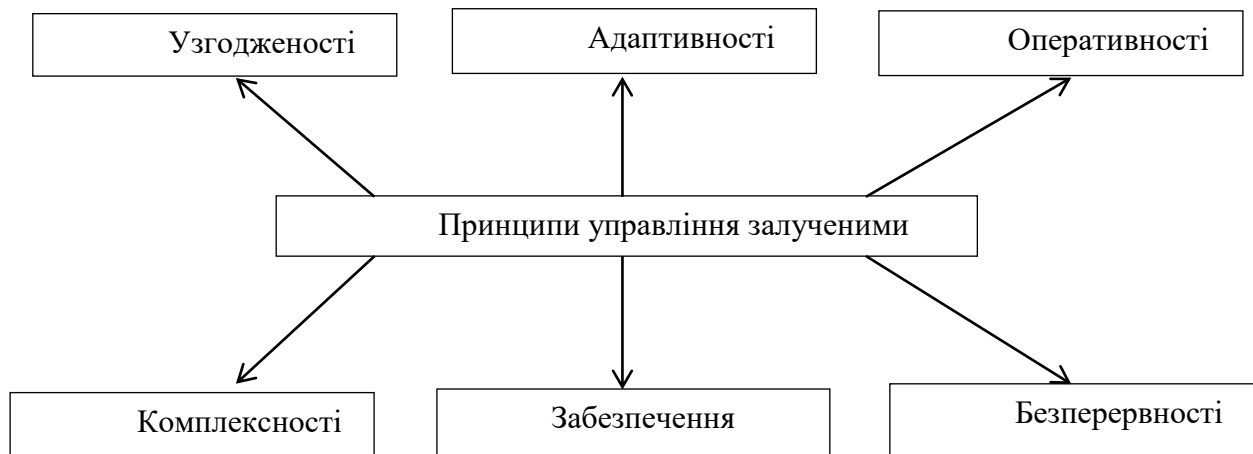 Узгодженості
Адаптивності
Оперативності
Принципи управління залученими
Комплексності
Забезпечення
Безперервності